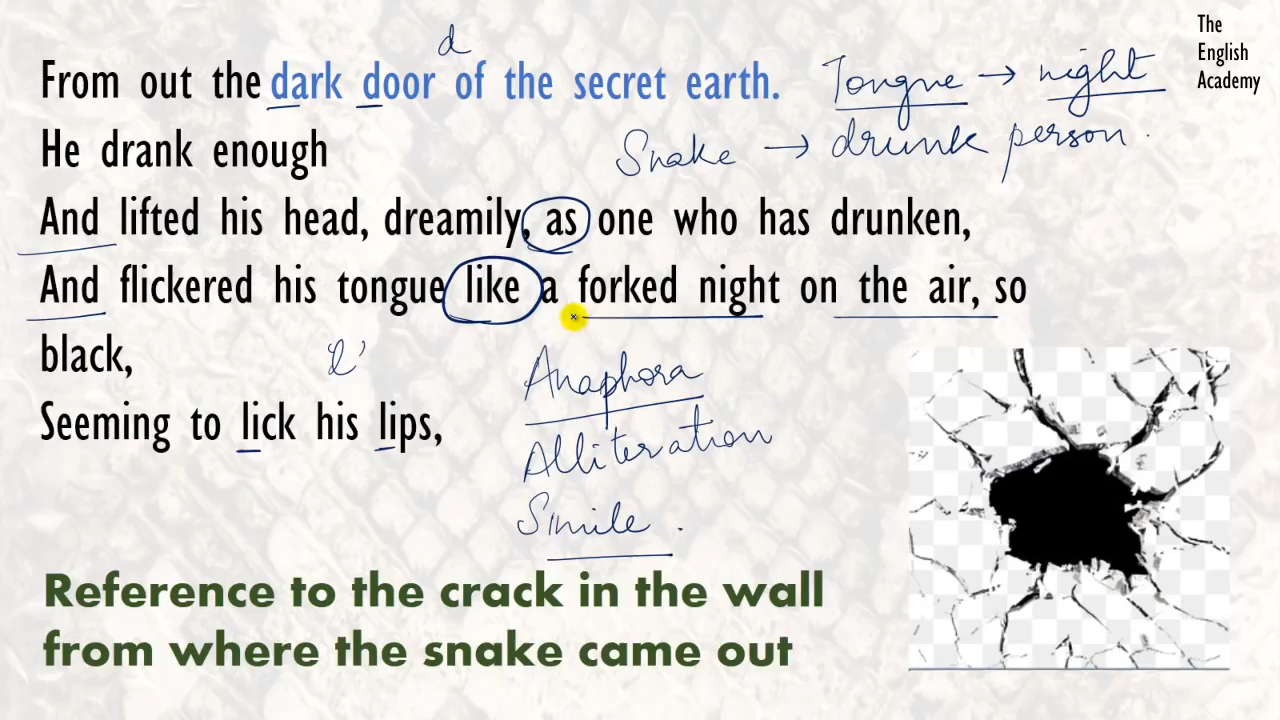 The
English
Academy
d
From out the dark door of the secret earth.
Tongue → night
He drank enough
Snake → drunk person.
And lifted his head, dreamily, as one who has drunken,
And flickered his tongue like a forked night on the air, so
black,
'l'
Anaphora
Seeming to lick his lips,
Alliteration
Simile.
Reference to the crack in the wall
from where the snake came out